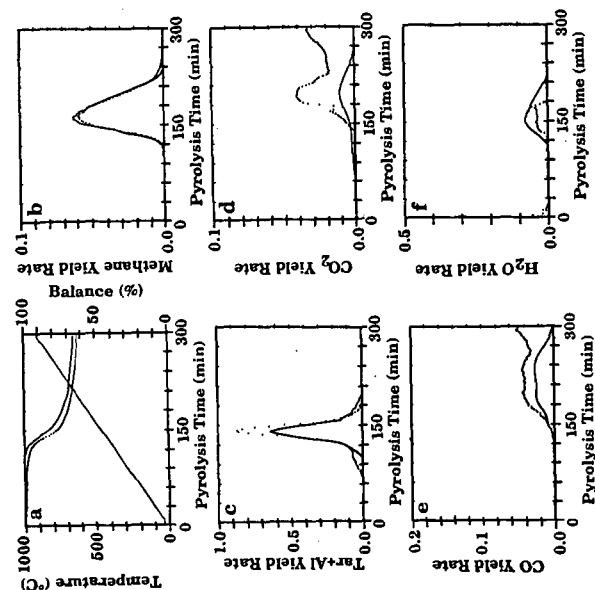 a
Temperature (°C)
1000
500
0
Balance (%)
100
50
0
0 150 300
Pyrolysis Time (min)
b
Methane Yield Rate
0.1
0.0
0 150 300
Pyrolysis Time (min)
c
Tar+Al Yield Rate
1.0
0.5
0.0
0 150 300
Pyrolysis Time (min)
d
CO₂ Yield Rate
0.1
0.0
0 150 300
Pyrolysis Time (min)
e
CO Yield Rate
0.2
0.1
0.0
0 150 300
Pyrolysis Time (min)
f
H₂O Yield Rate
0.5
0.0
0 150 300
Pyrolysis Time (min)